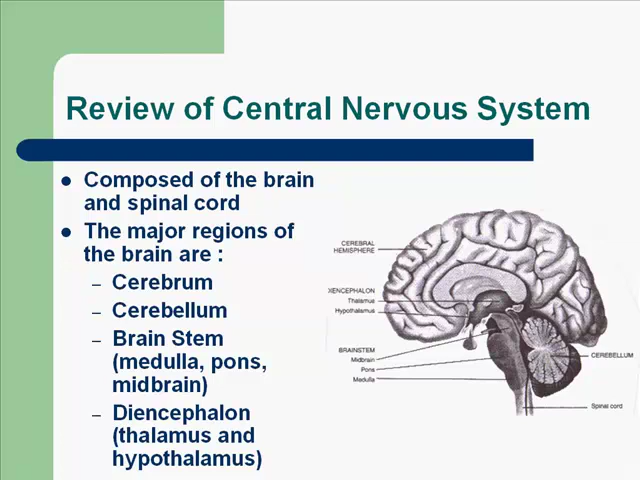 Review of Central Nervous System
● Composed of the brain
and spinal cord
● The major regions of
the brain are :
– Cerebrum
– Cerebellum
– Brain Stem
(medulla, pons,
midbrain)
– Diencephalon
(thalamus and
hypothalamus)
CEREBRAL
HEMISPHERE
IENCEPHALON
Thalamus
Hypothalamus
BRAINSTEM
Midbrain
Pons
Medulla
CEREBELLUM
Spinal cord